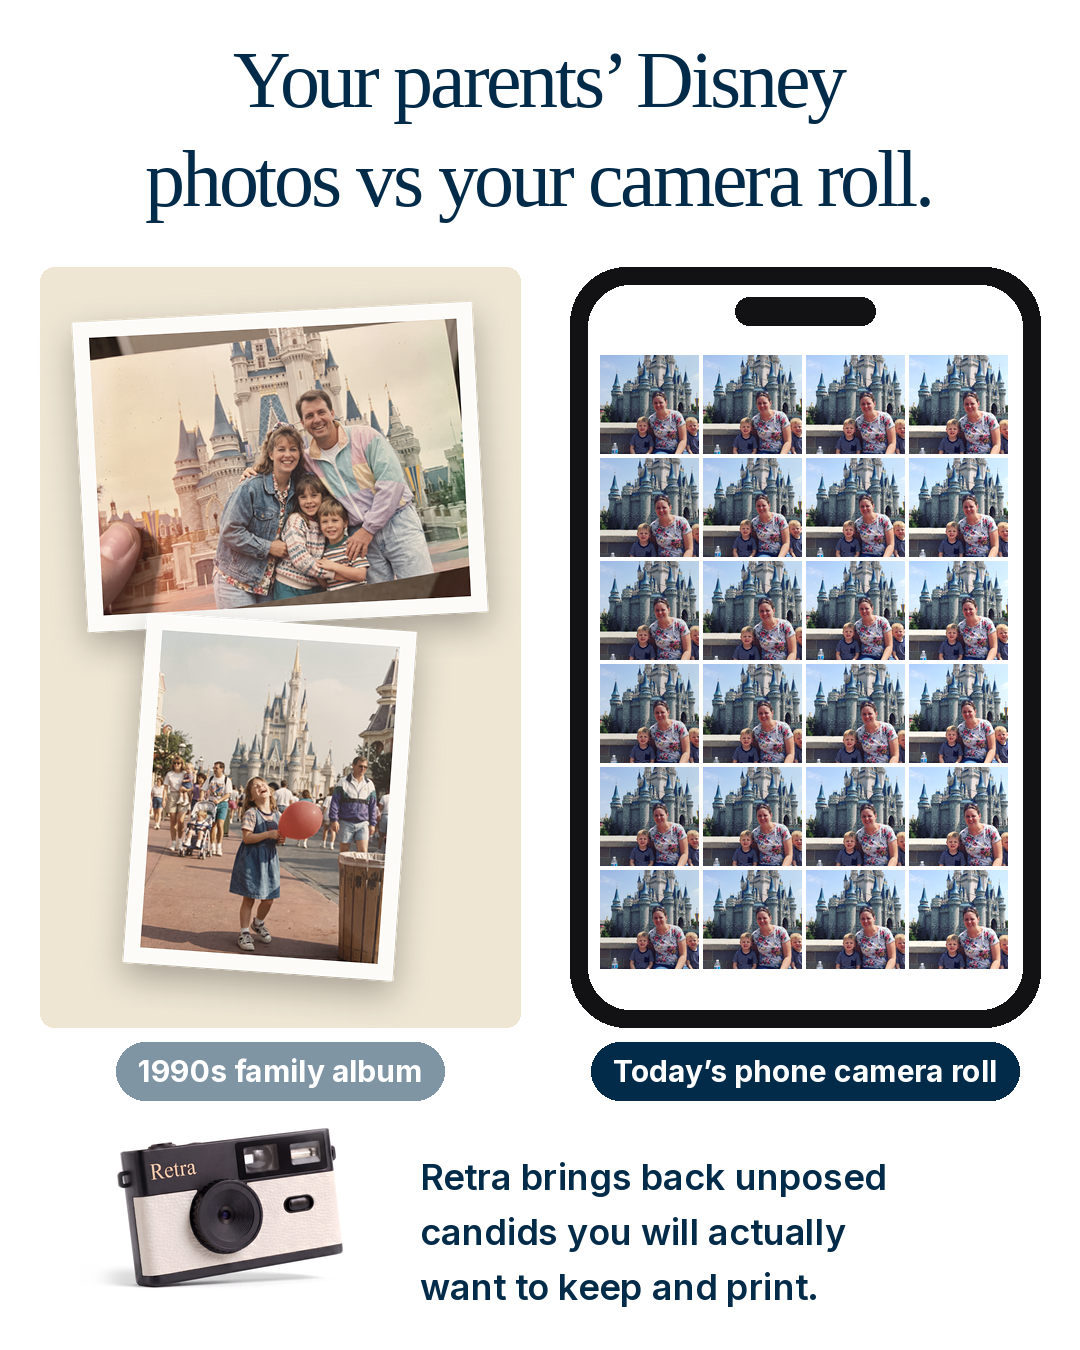 Your parents’ Disney
photos vs your camera roll.
1990s family album
Today’s phone camera roll
Retra
Retra brings back unposed
candids you will actually
want to keep and print.